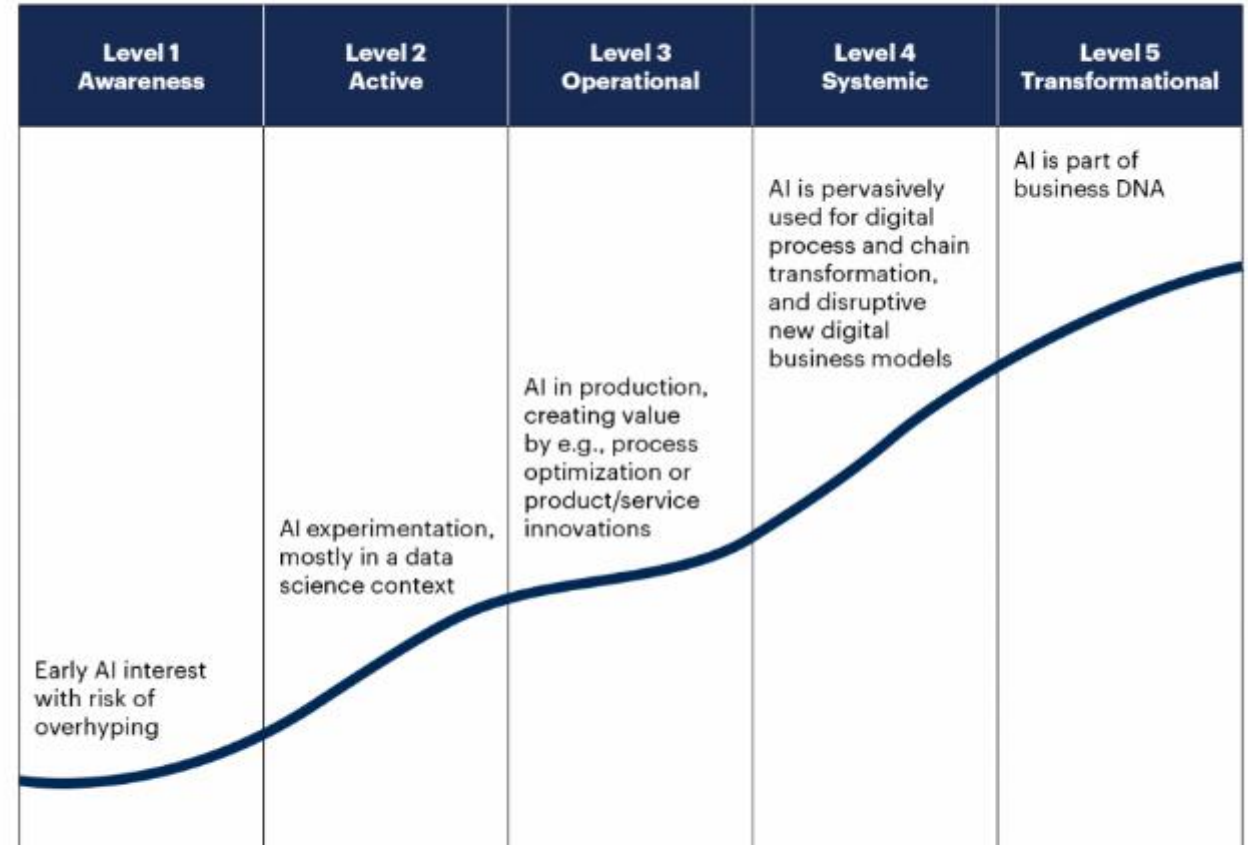 Level 1
Awareness
Level 2
Active
Level 3
Operational
Level 4
Systemic
Level 5
Transformational
Early AI interest
with risk of
overhyping
AI experimentation,
mostly in a data
science context
AI in production,
creating value
by e.g., process
optimization or
product/service
innovations
AI is pervasively
used for digital
process and chain
transformation,
and disruptive
new digital
business models
AI is part of
business DNA